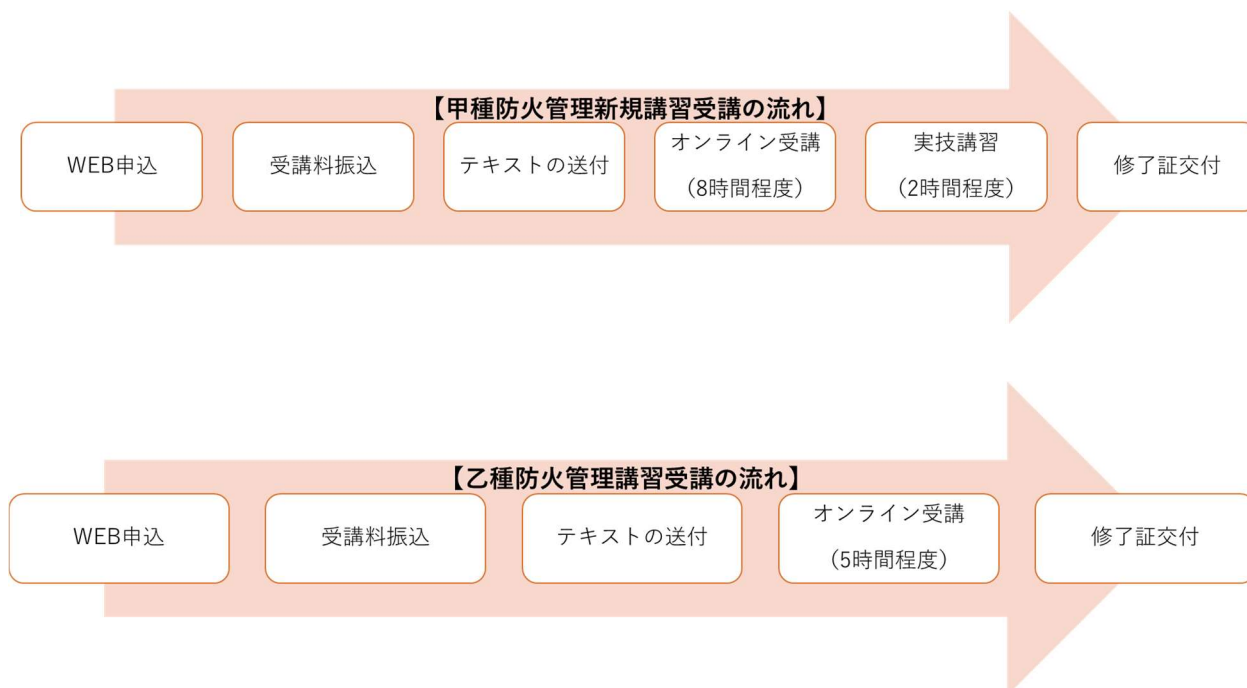 【甲種防火管理新規講習受講の流れ】
WEB申込
受講料振込
テキストの送付
オンライン受講
(8時間程度)
実技講習
(2時間程度)
修了証交付
【乙種防火管理講習受講の流れ】
WEB申込
受講料振込
テキストの送付
オンライン受講
(5時間程度)
修了証交付